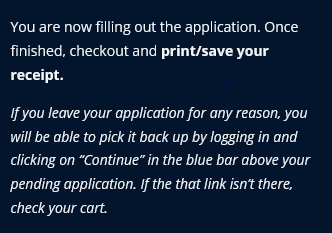 You are now filling out the application. Once
finished, checkout and print/save your
receipt.
If you leave your application for any reason, you
will be able to pick it back up by logging in and
clicking on “Continue” in the blue bar above your
pending application. If the that link isn’t there,
check your cart.